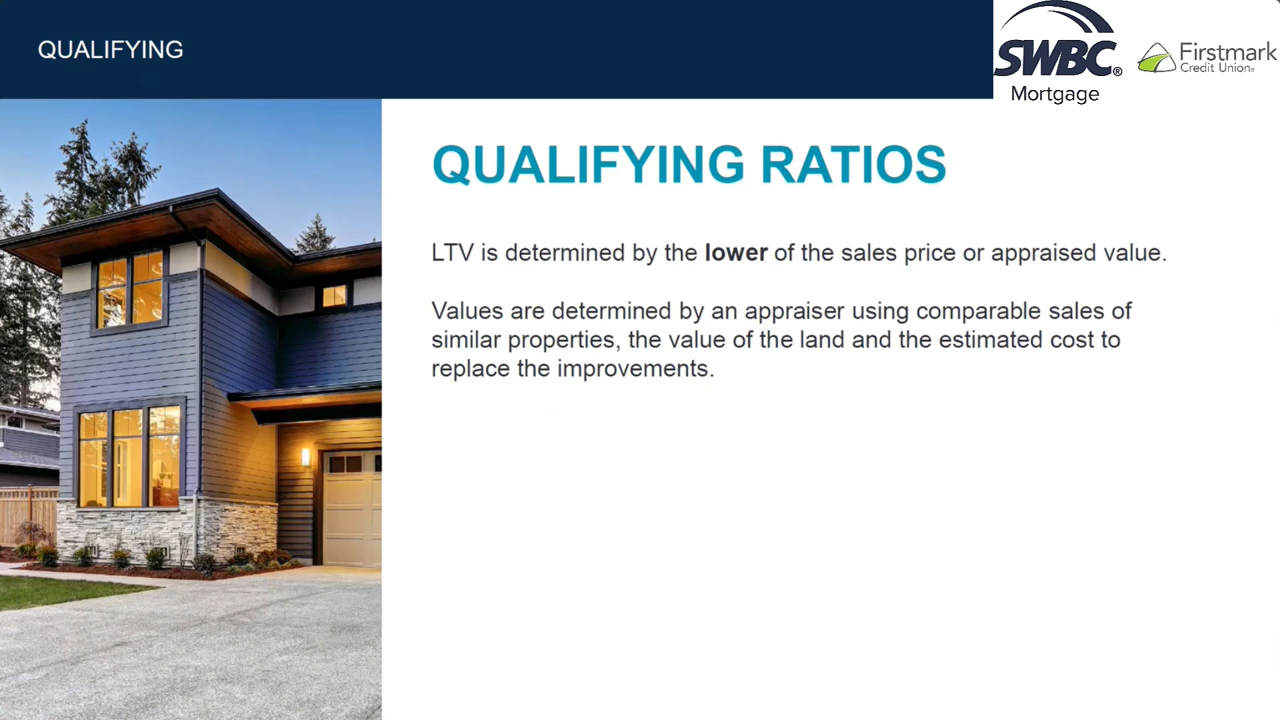 QUALIFYING
SWBC®
Mortgage
Firstmark
Credit Union®
QUALIFYING RATIOS
LTV is determined by the lower of the sales price or appraised value.
Values are determined by an appraiser using comparable sales of
similar properties, the value of the land and the estimated cost to
replace the improvements.